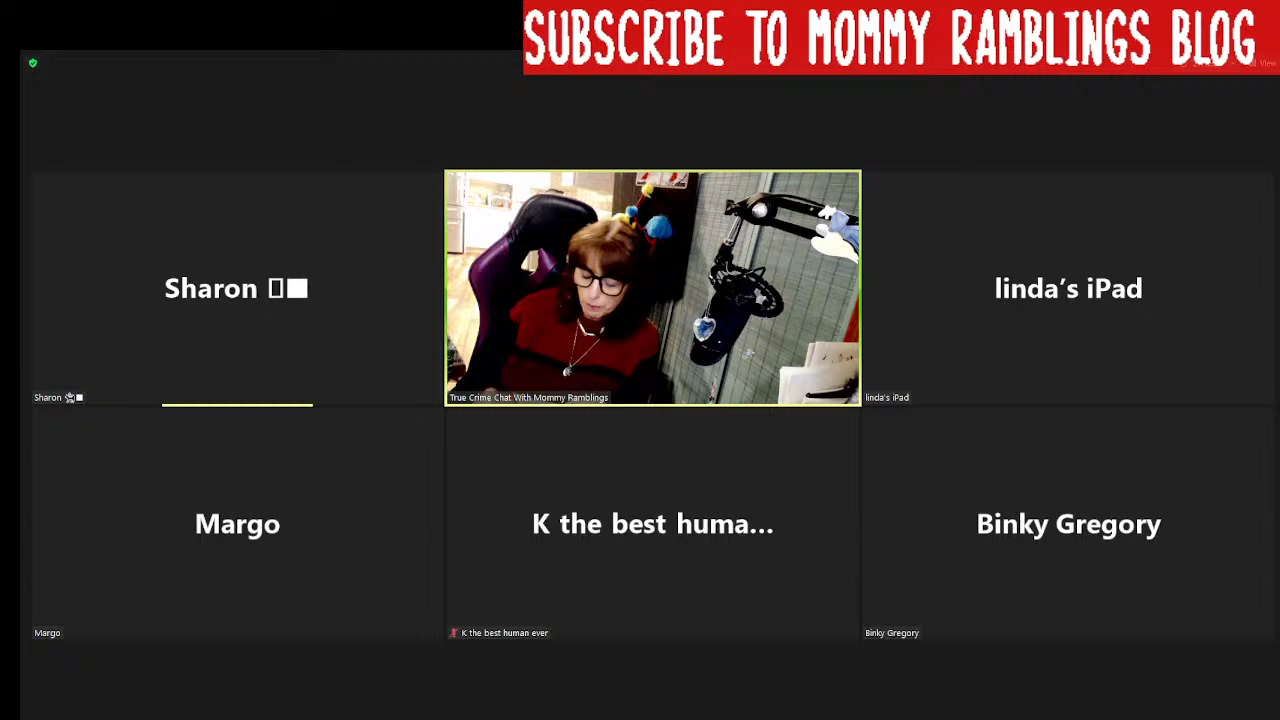 SUBSCRIBE TO MOMMY RAMBLINGS BLOG
View
Sharon
linda's iPad
Sharon
True Crime Chat With Mommy Ramblings
linda's iPad
Margo
K the best huma...
Binky Gregory
Margo
K the best human ever
Binky Gregory